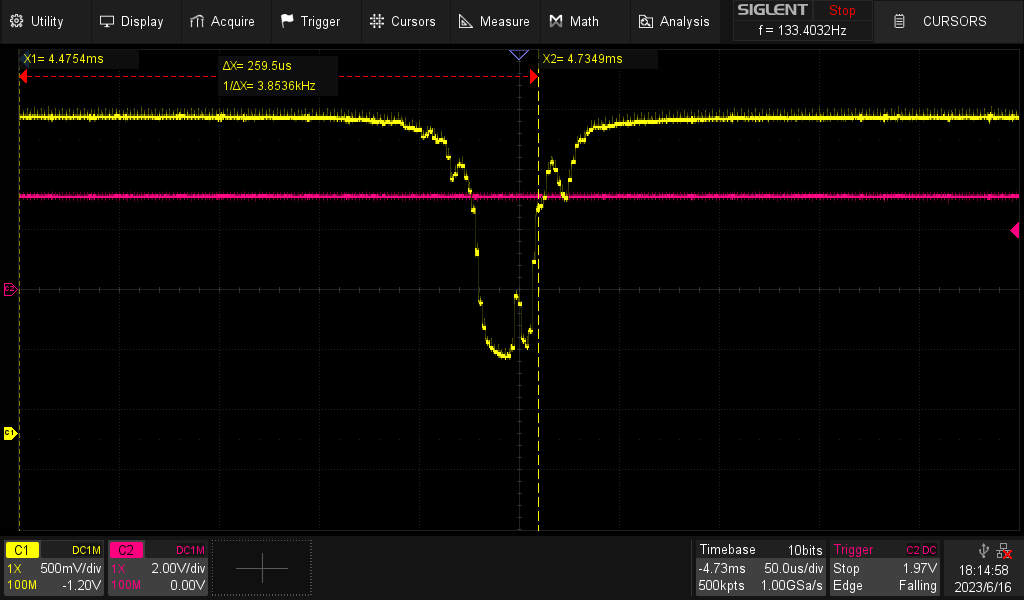 Utility Display Acquire Trigger Cursors Measure Math Analysis SIGLENT Stop CURSORS
f = 133.4032Hz
X1= 4.4754ms X2= 4.7349ms
ΔX= 259.5us
1/ΔX= 3.8536kHz
C2
C1
C1 DC1M C2 DC1M Timebase 10bits Trigger C2 DC
1X 500mV/div 1X 2.00V/div -4.73ms 50.0us/div Stop 1.97V 18:14:58
100M -1.20V 100M 0.00V 500kpts 1.00GSa/s Edge Falling 2023/6/16